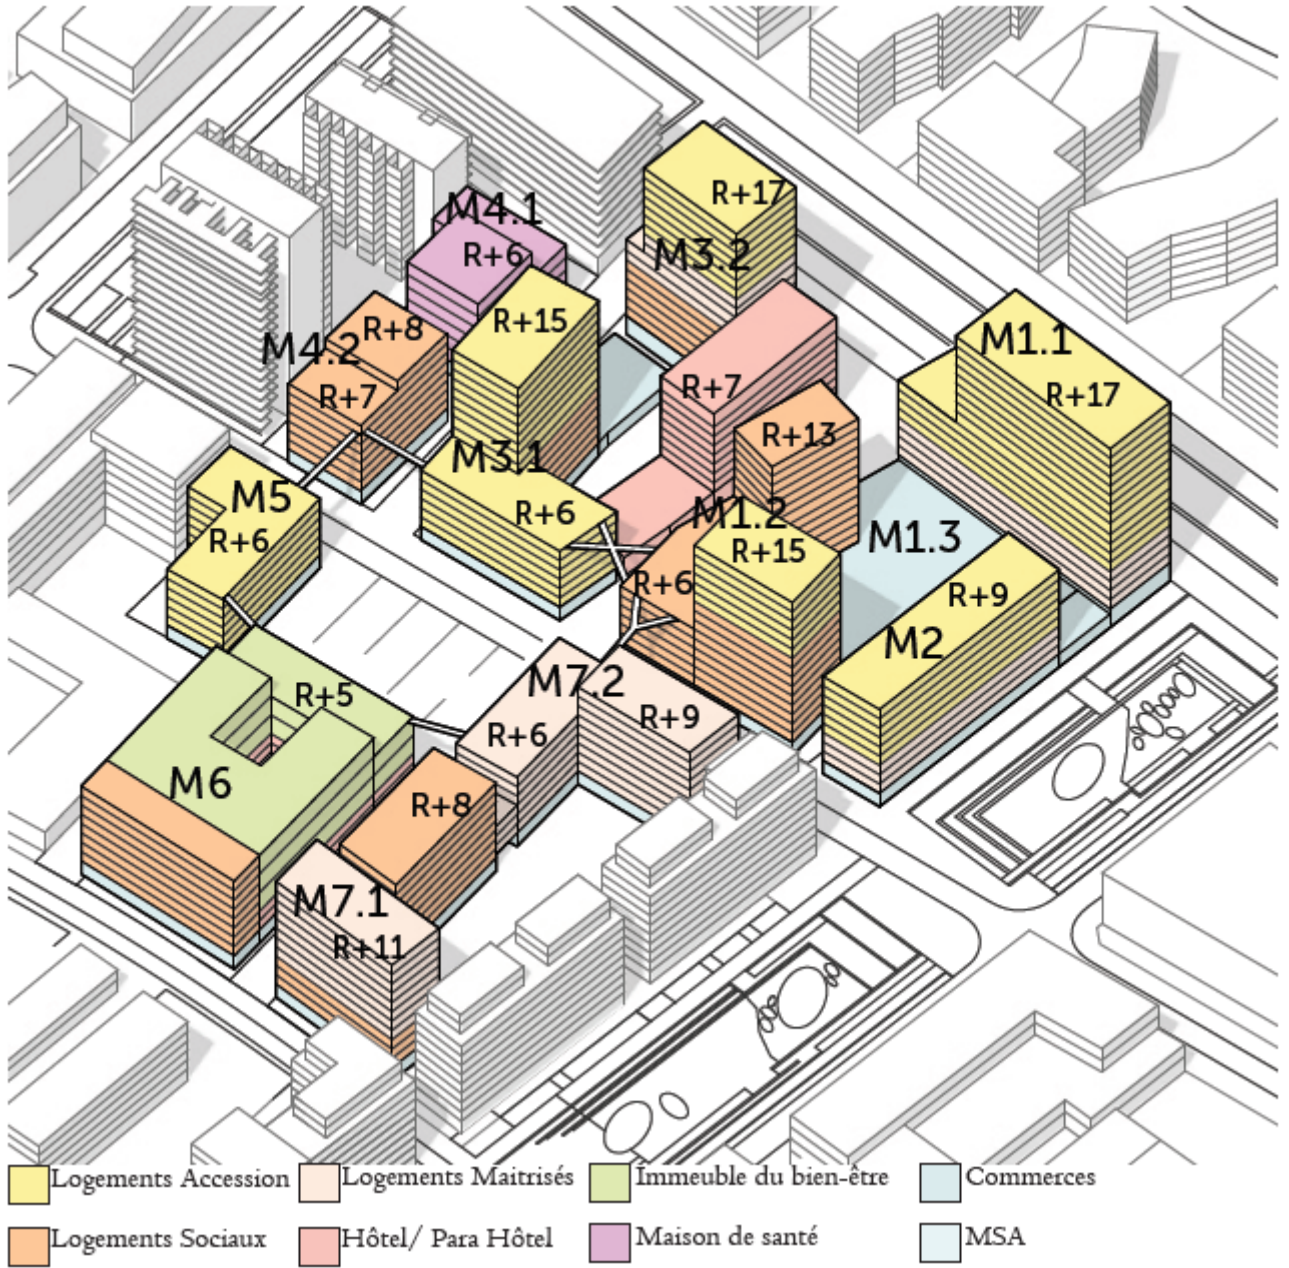 R+17
M4.1
M3.2
R+6
R+15
R+8
M4.2
M1.1
R+7
R+7
R+17
R+13
M3.1
M5
R+6
M1.2
M1.3
R+6
R+15
R+6
R+9
M2
M7.2
R+5
R+9
R+6
M6
R+8
M7.1
R+11
Logements Accession
Logements Maitrisés
Immeuble du bien-être
Commerces
Logements Sociaux
Hôtel/ Para Hôtel
Maison de santé
MSA